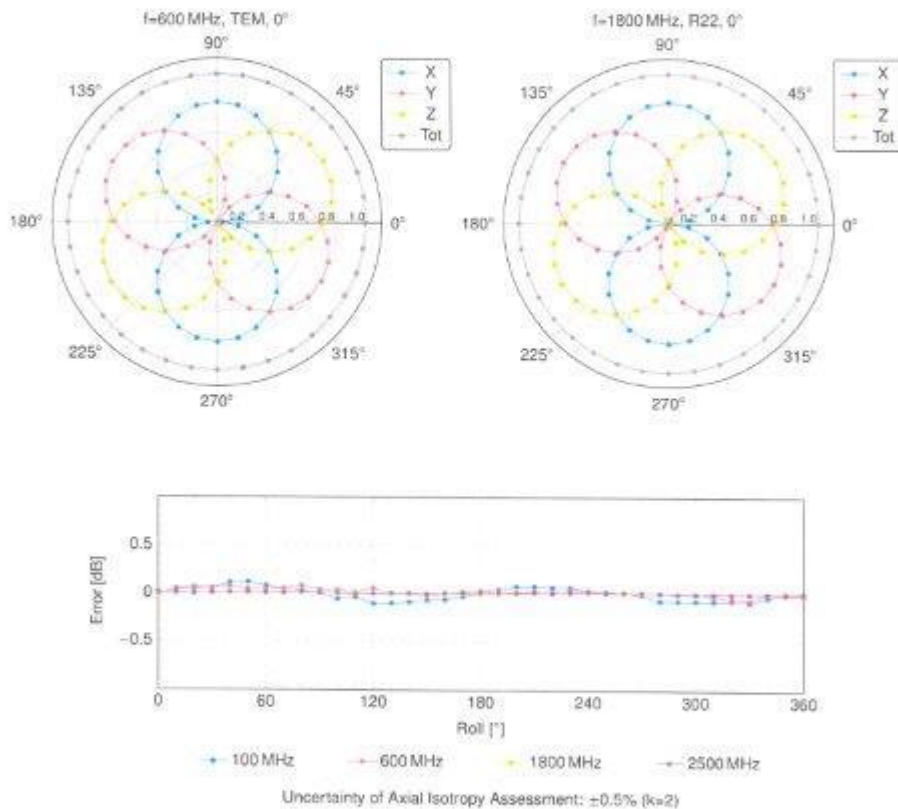 f=600 MHz, TEM, 0°
f=1800 MHz, R22, 0°
90°
90°
135°
45°
X
Y
Z
Tot
135°
45°
X
Y
Z
Tot
180°
0.2 0.4 0.6 0.8 1.0
0°
180°
0.2 0.4 0.6 0.8 1.0
0°
225°
315°
225°
315°
270°
270°
0.5
0
−0.5
Error [dB]
0 60 120 180 240 300 360
Roll [°]
100 MHz 600 MHz 1800 MHz 2500 MHz
Uncertainty of Axial Isotropy Assessment: ±0.5% (k=2)